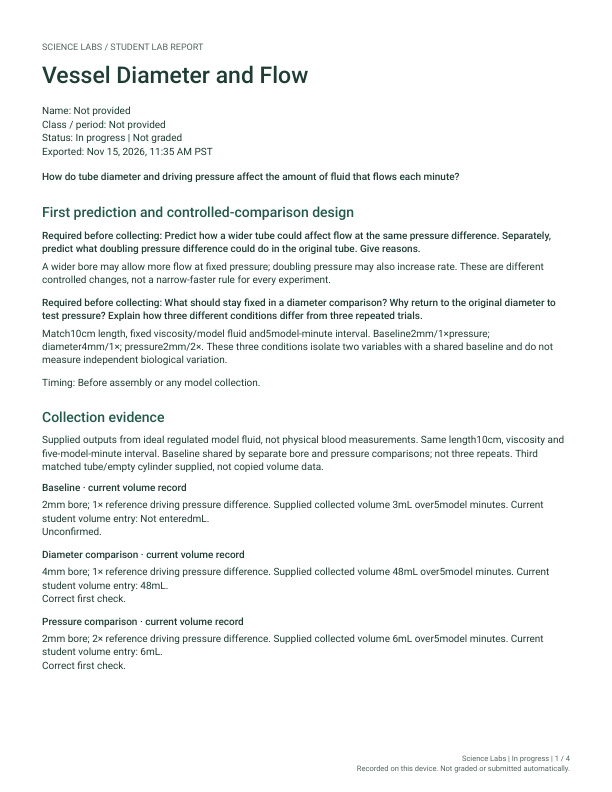 SCIENCE LABS / STUDENT LAB REPORT
Vessel Diameter and Flow
Name: Not provided
Class / period: Not provided
Status: In progress | Not graded
Exported: Nov 15, 2026, 11:35 AM PST
How do tube diameter and driving pressure affect the amount of fluid that flows each minute?
First prediction and controlled-comparison design
Required before collecting: Predict how a wider tube could affect flow at the same pressure difference. Separately,
predict what doubling pressure difference could do in the original tube. Give reasons.
A wider bore may allow more flow at fixed pressure; doubling pressure may also increase rate. These are different
controlled changes, not a narrow-faster rule for every experiment.
Required before collecting: What should stay fixed in a diameter comparison? Why return to the original diameter to
test pressure? Explain how three different conditions differ from three repeated trials.
Match10cm length, fixed viscosity/model fluid and5model-minute interval. Baseline2mm/1×pressure;
diameter4mm/1×; pressure2mm/2×. These three conditions isolate two variables with a shared baseline and do not
measure independent biological variation.
Timing: Before assembly or any model collection.
Collection evidence
Supplied outputs from ideal regulated model fluid, not physical blood measurements. Same length10cm, viscosity and
five-model-minute interval. Baseline shared by separate bore and pressure comparisons; not three repeats. Third
matched tube/empty cylinder supplied, not copied volume data.
Baseline · current volume record
2mm bore; 1× reference driving pressure difference. Supplied collected volume 3mL over5model minutes. Current
student volume entry: Not enteredmL.
Unconfirmed.
Diameter comparison · current volume record
4mm bore; 1× reference driving pressure difference. Supplied collected volume 48mL over5model minutes. Current
student volume entry: 48mL.
Correct first check.
Pressure comparison · current volume record
2mm bore; 2× reference driving pressure difference. Supplied collected volume 6mL over5model minutes. Current
student volume entry: 6mL.
Correct first check.
Science Labs | In progress | 1 / 4
Recorded on this device. Not graded or submitted automatically.